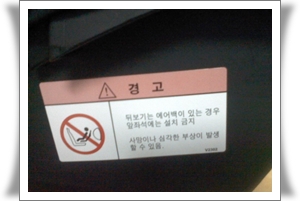 경 고
뒤보기는 에어백이 있는 경우
앞좌석에는 설치 금지
사망이나 심각한 부상이 발생
할 수 있음.